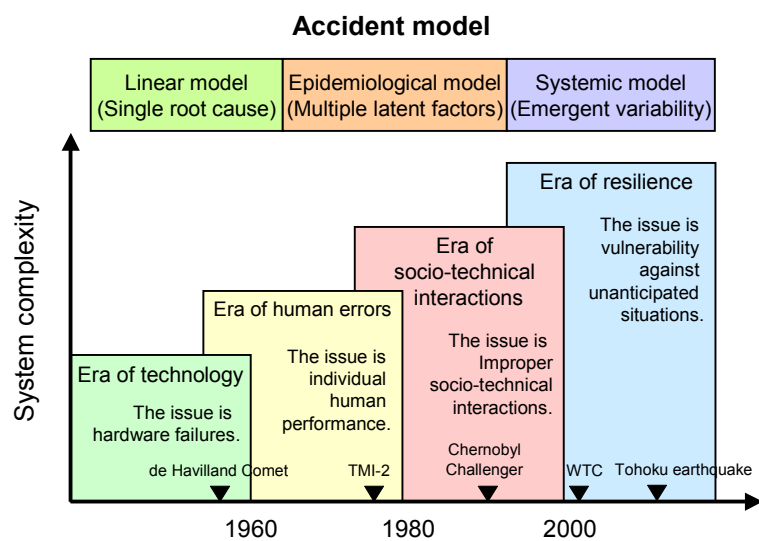 Accident model
Linear model
(Single root cause)
Epidemiological model
(Multiple latent factors)
Systemic model
(Emergent variability)
System complexity
Era of technology
The issue is
hardware failures.
Era of human errors
The issue is
individual
human
performance.
Era of
socio-technical
interactions
The issue is
Improper
socio-technical
interactions.
Era of resilience
The issue is
vulnerability
against
unanticipated
situations.
de Havilland Comet
TMI-2
Chernobyl
Challenger
WTC
Tohoku earthquake
1960
1980
2000